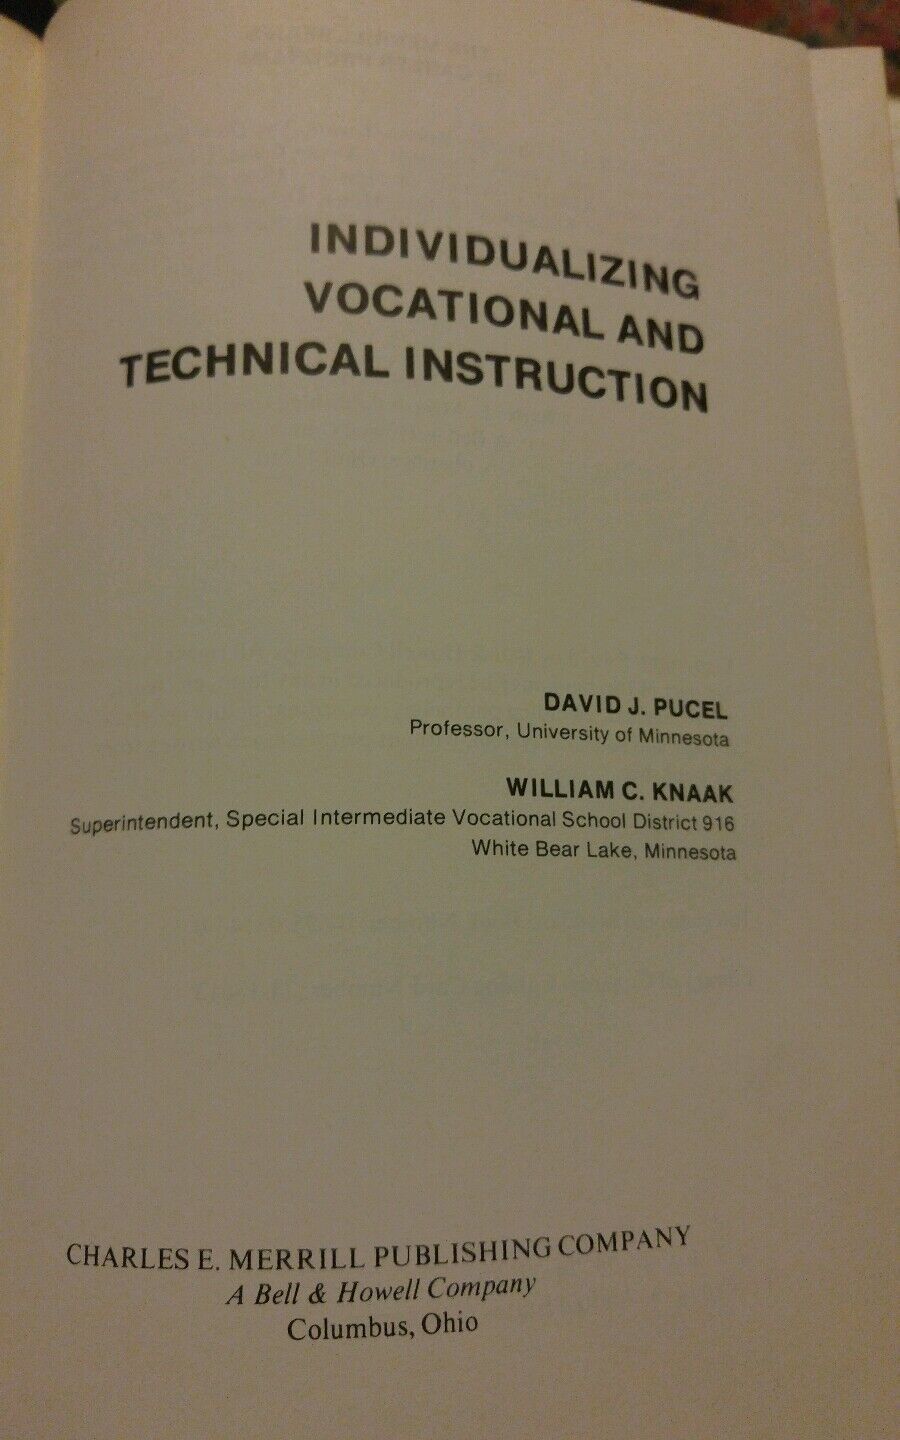 INDIVIDUALIZING
VOCATIONAL AND
TECHNICAL INSTRUCTION
DAVID J. PUCEL
Professor, University of Minnesota
WILLIAM C. KNAAK
Superintendent, Special Intermediate Vocational School District 916
White Bear Lake, Minnesota
CHARLES E. MERRILL PUBLISHING COMPANY
A Bell & Howell Company
Columbus, Ohio